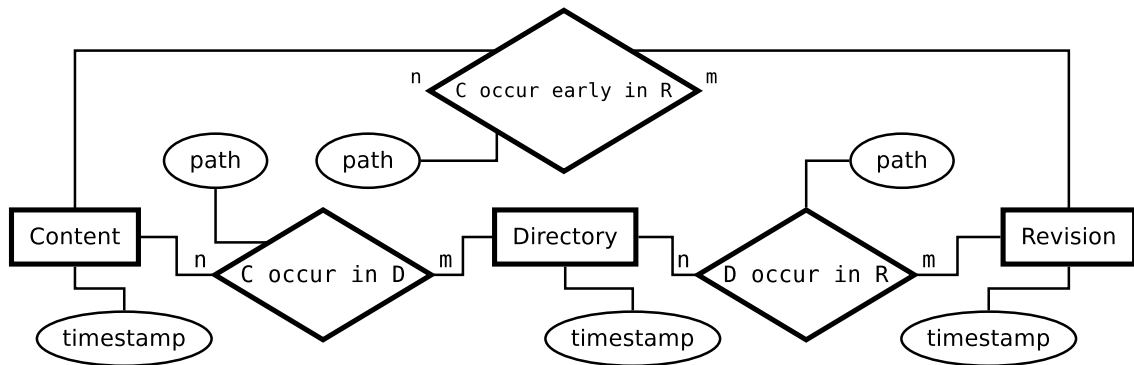 n
C occur early in R
m
path
path
path
Content
Directory
Revision
n
C occur in D
m
n
D occur in R
m
timestamp
timestamp
timestamp